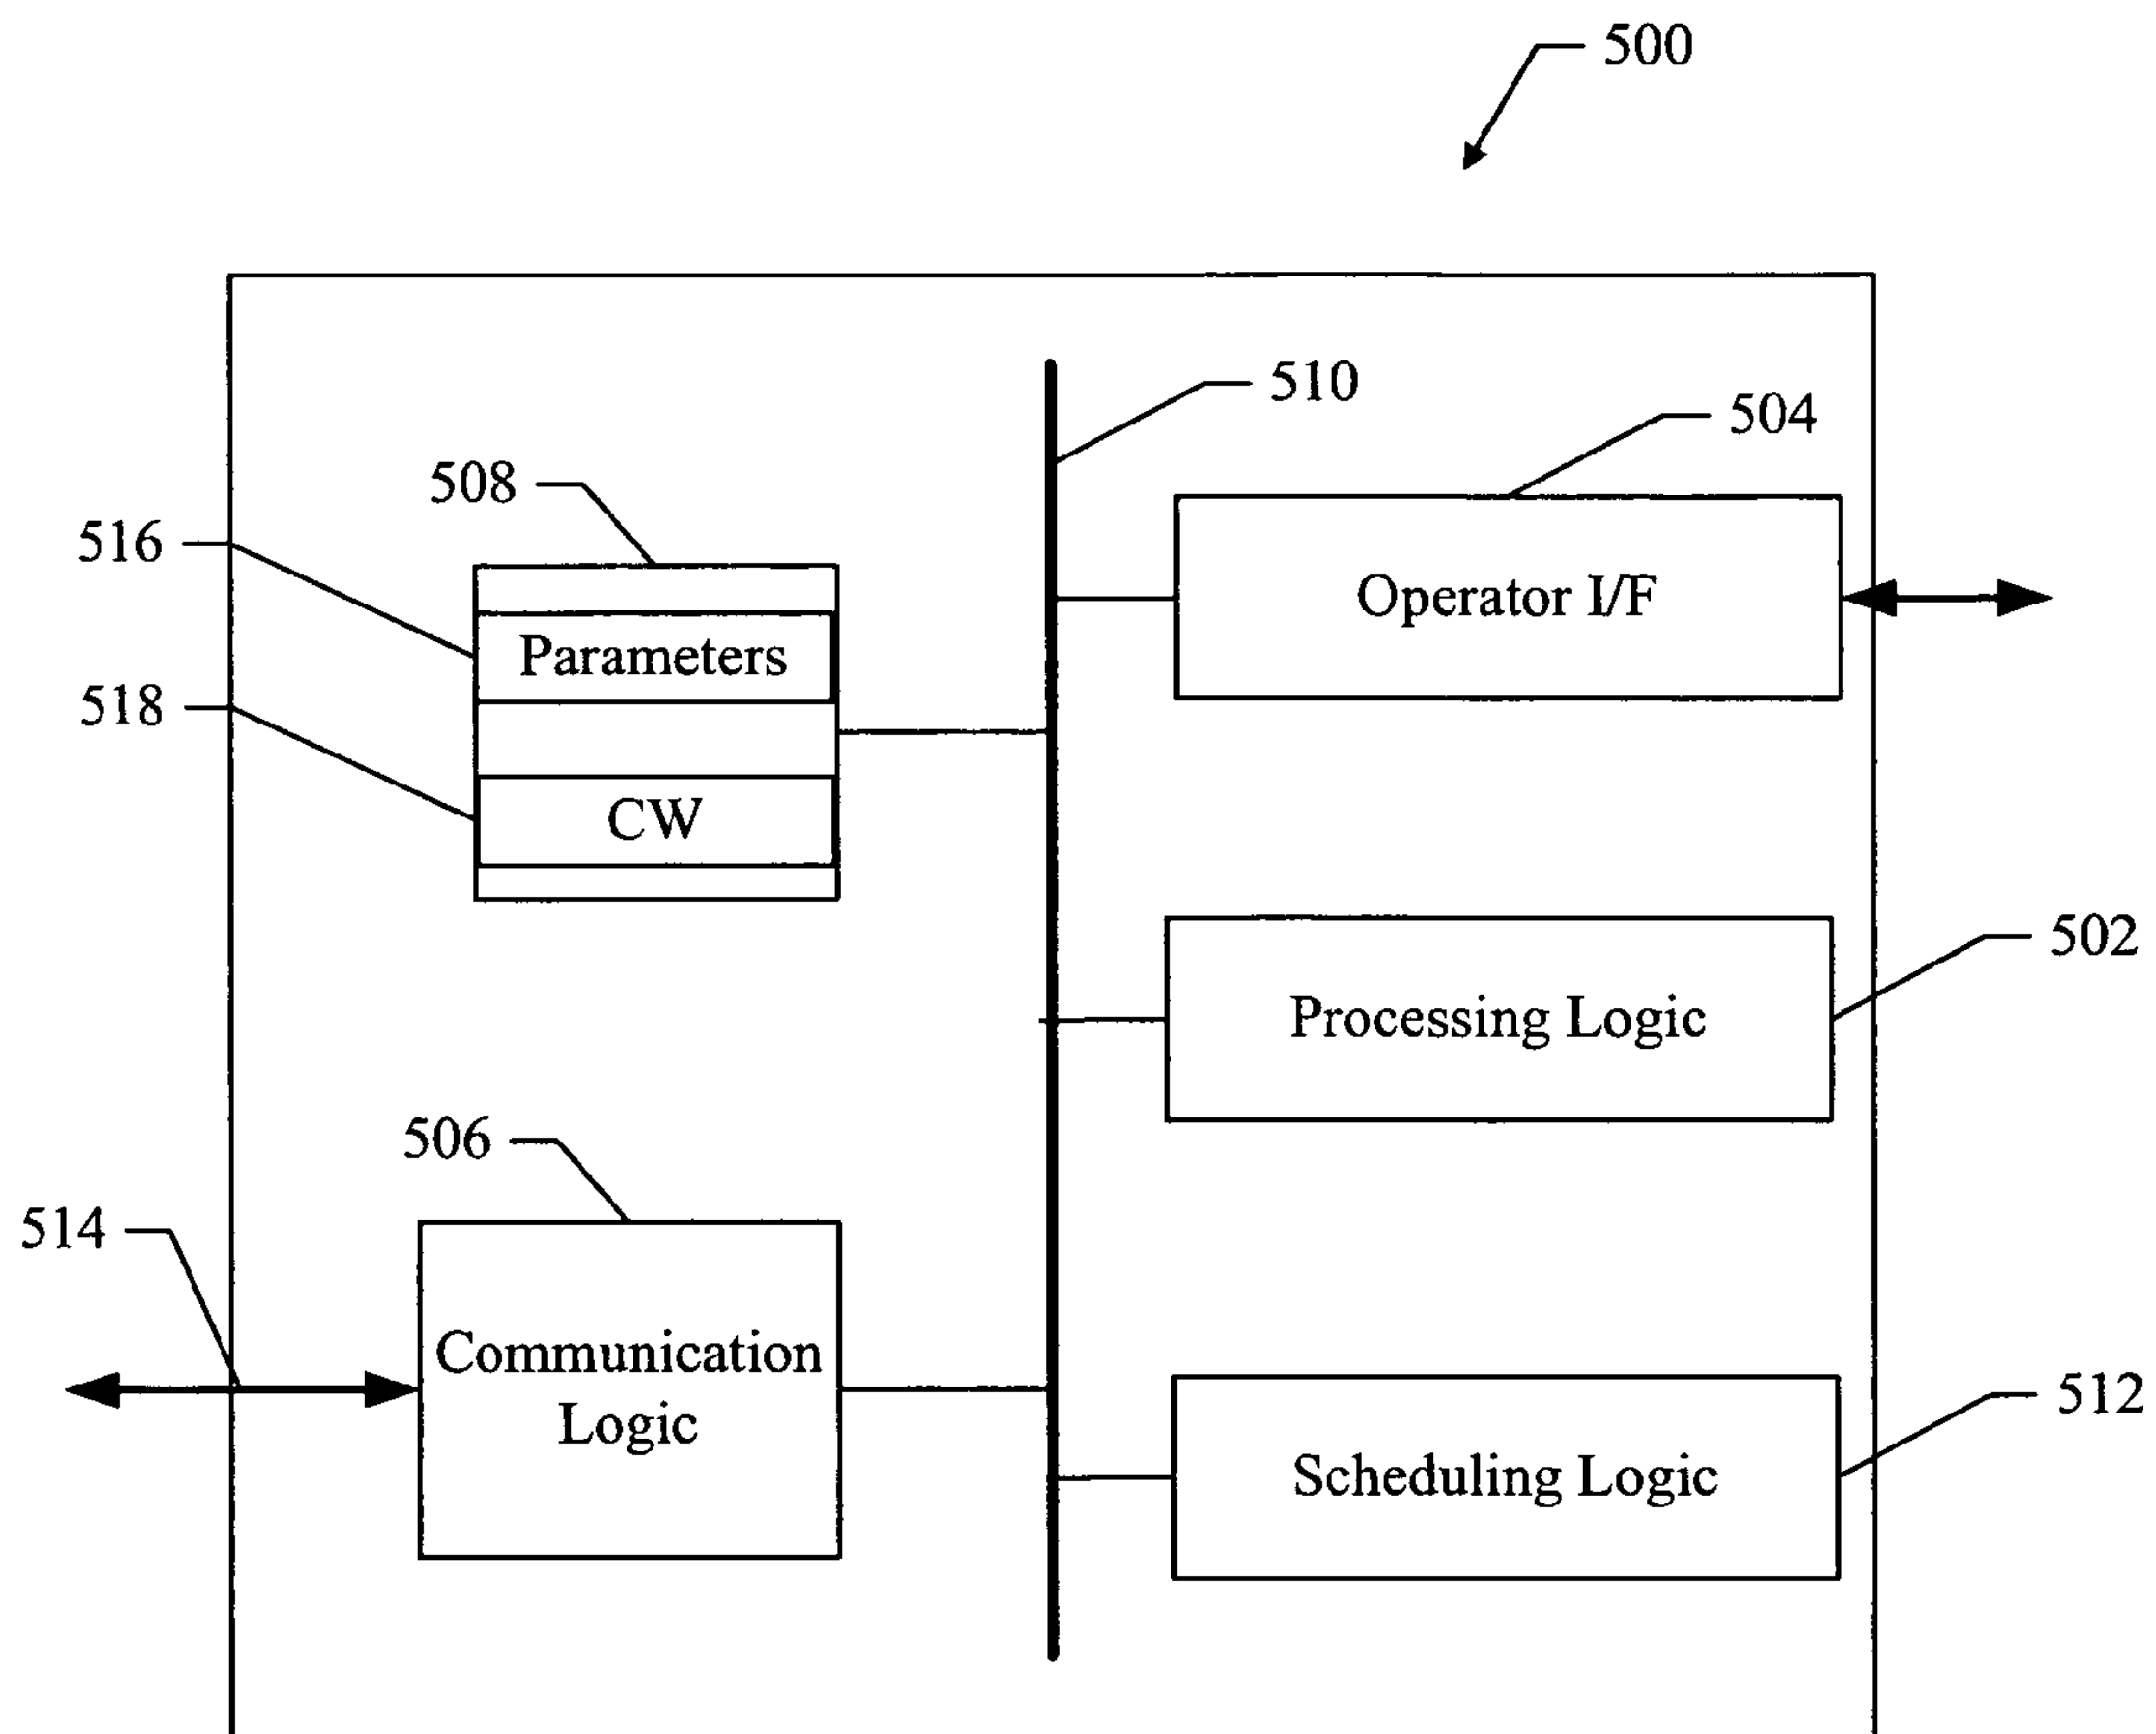 500
510
504
508
516
Operator I/F
Parameters
518
CW
502
Processing Logic
506
514
Communication
Logic
512
Scheduling Logic